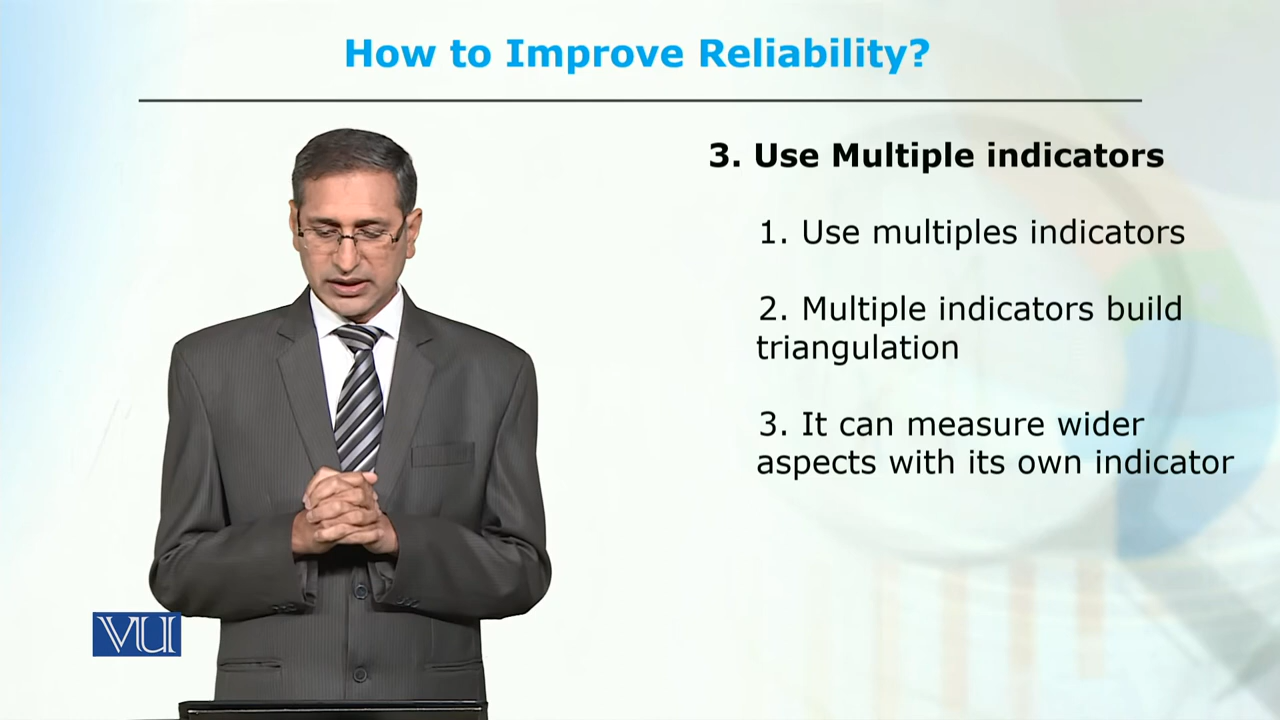 How to Improve Reliability?
3. Use Multiple indicators
1. Use multiples indicators
2. Multiple indicators build
triangulation
3. It can measure wider
aspects with its own indicator
VU